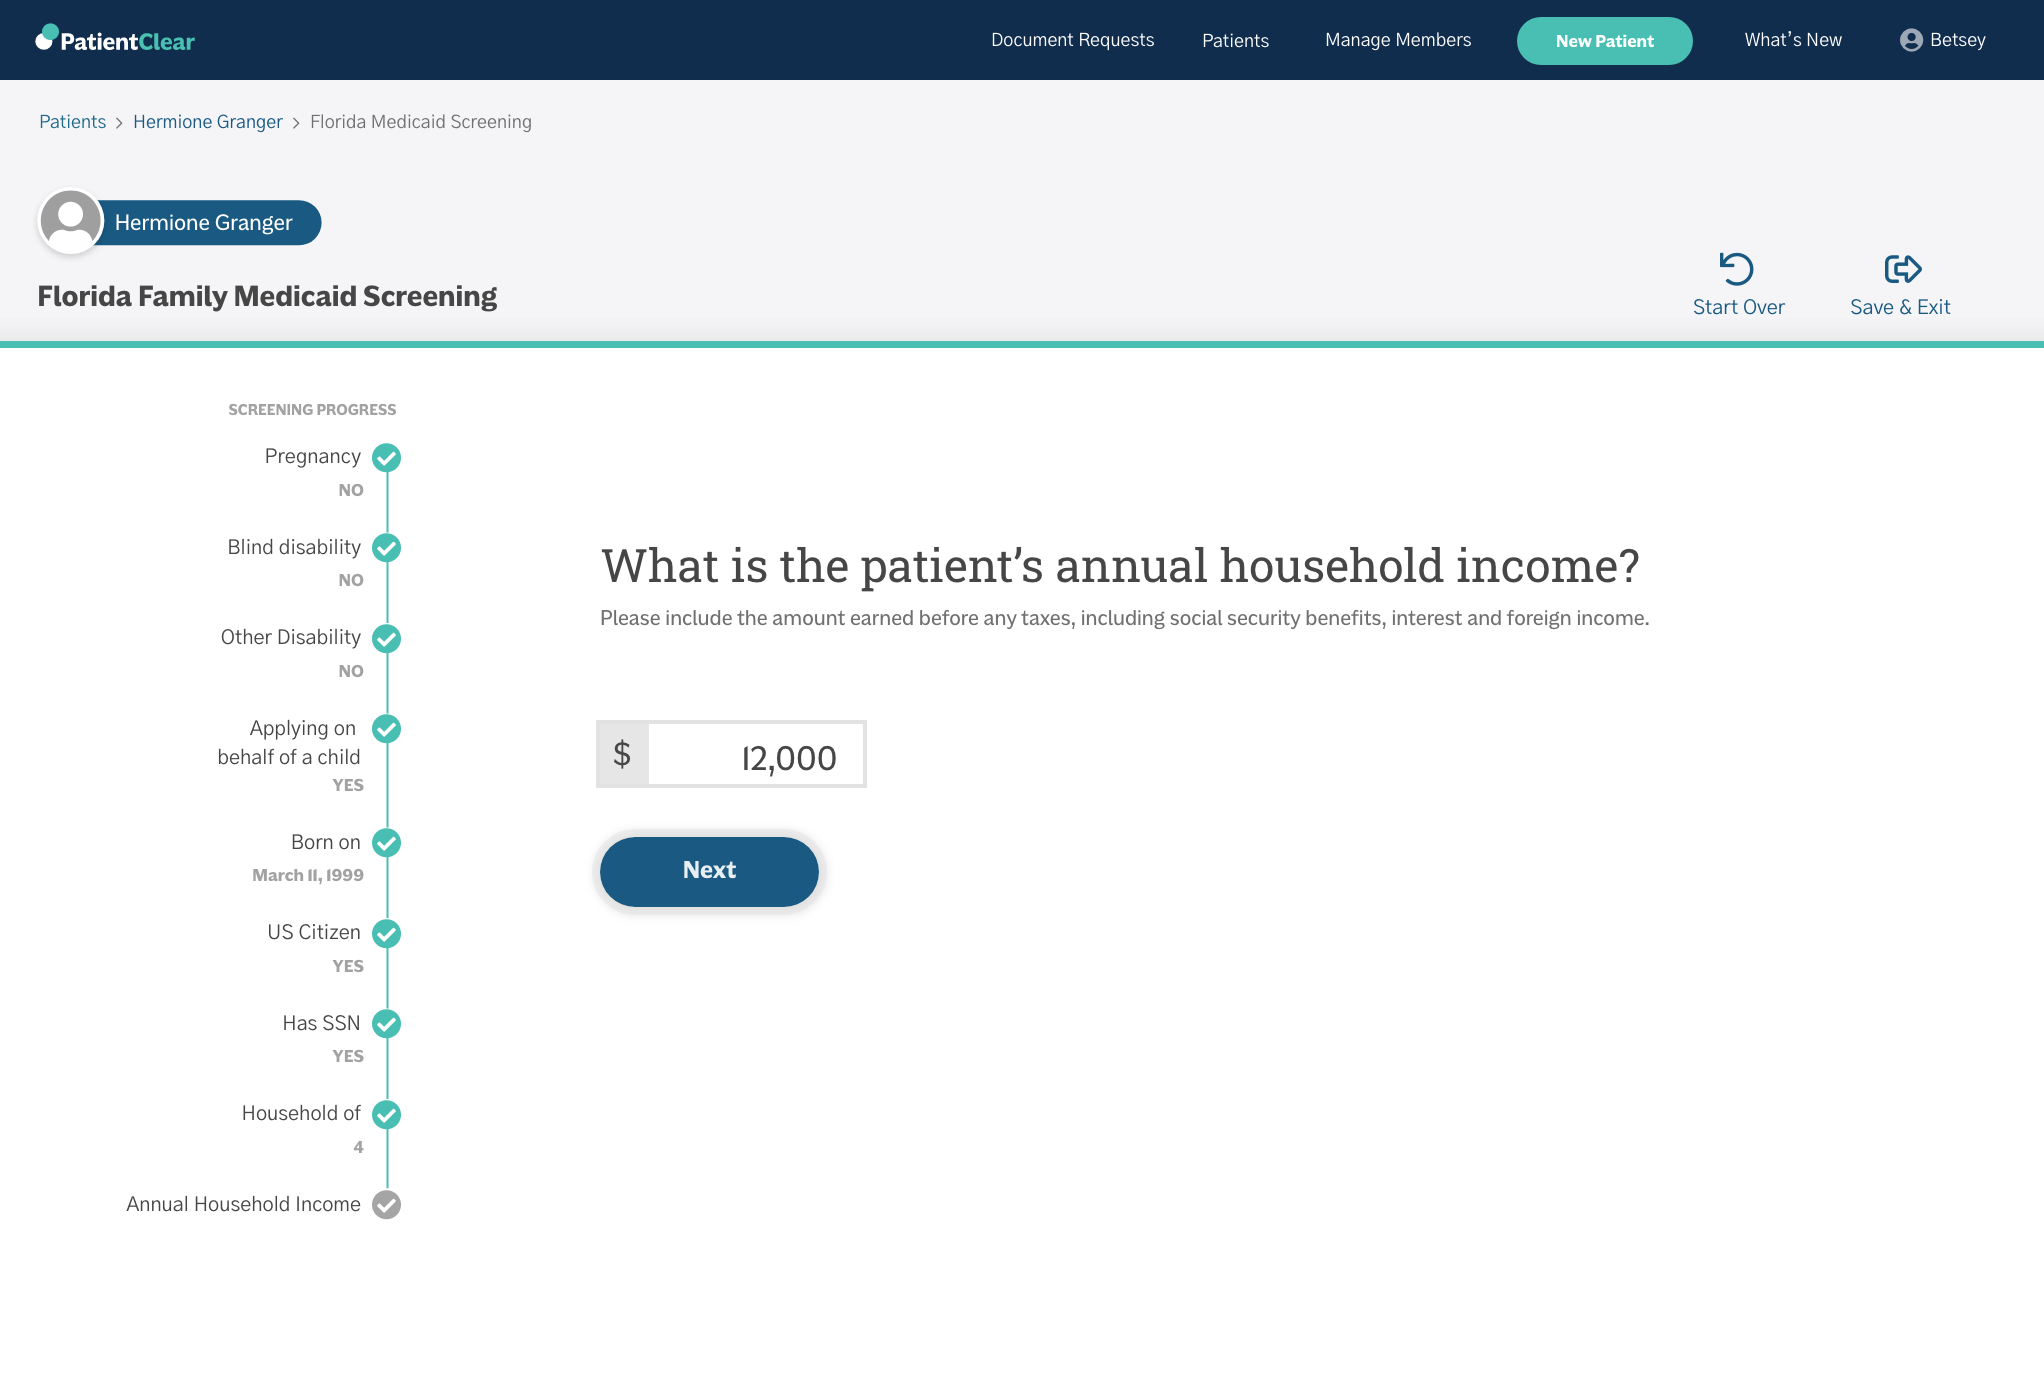 PatientClear
Document Requests
Patients
Manage Members
New Patient
What's New
Betsey
Patients > Hermione Granger > Florida Medicaid Screening
Hermione Granger
Florida Family Medicaid Screening
Start Over
Save & Exit
SCREENING PROGRESS
Pregnancy
NO
Blind disability
NO
Other Disability
NO
Applying on
behalf of a child
YES
Born on
March 11, 1999
US Citizen
YES
Has SSN
YES
Household of
4
Annual Household Income
What is the patient’s annual household income?
Please include the amount earned before any taxes, including social security benefits, interest and foreign income.
$ 12,000
Next